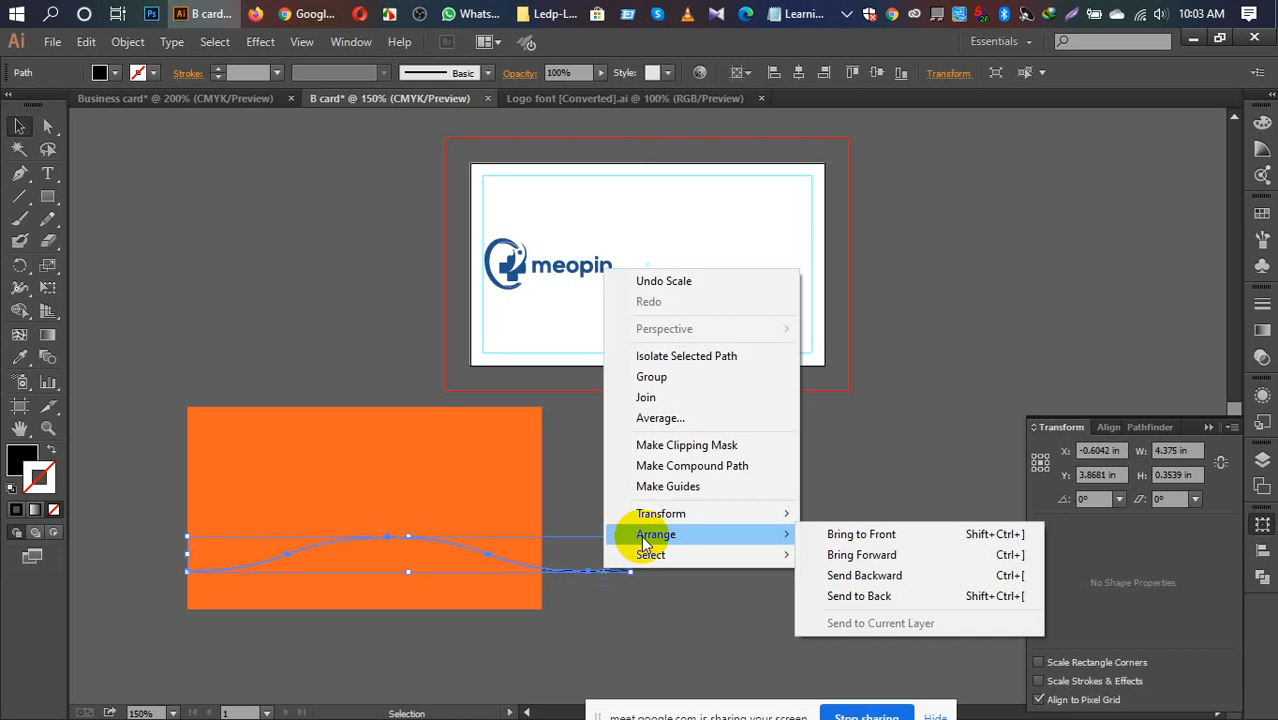 B card...
Googl...
Whats...
Ledp-L...
Learni...
10:03 AM
Ai File Edit Object Type Select Effect View Window Help Br Essentials
Path Stroke: Basic Opacity: 100% Style: Transform
Business card* @ 200% (CMYK/Preview) × B card* @ 150% (CMYK/Preview) × Logo font [Converted].ai @ 100% (RGB/Preview) ×
meopin
Undo Scale
Redo
Perspective
Isolate Selected Path
Group
Join
Average...
Make Clipping Mask
Make Compound Path
Make Guides
Transform
Arrange
Select
Bring to Front Shift+Ctrl+]
Bring Forward Ctrl+]
Send Backward Ctrl+[
Send to Back Shift+Ctrl+[
Send to Current Layer
Transform Align Pathfinder
X: -0.6042 in W: 4.375 in
Y: 3.8681 in H: 0.3539 in
0° 0°
No Shape Properties
Scale Rectangle Corners
Scale Strokes & Effects
Align to Pixel Grid
150% 1 Selection
meet.google.com is sharing your screen. Stop sharing Hide